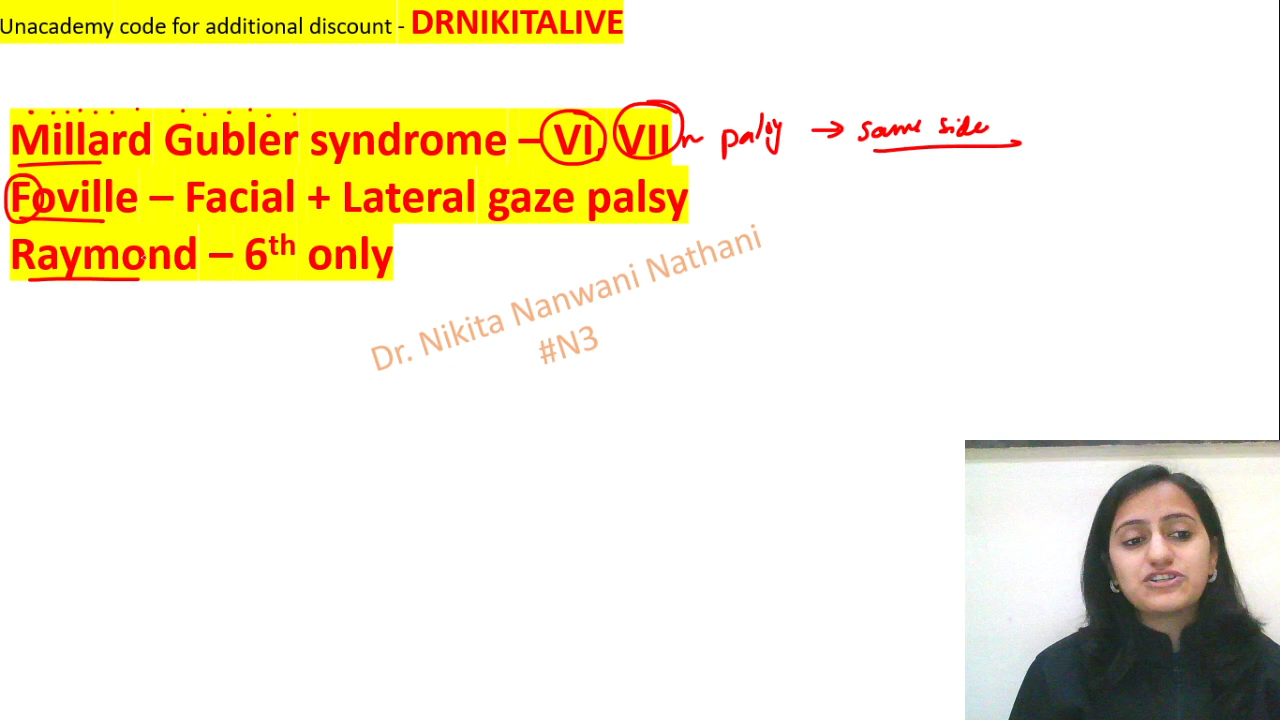 Unacademy code for additional discount - DRNIKITALIVE
Millard Gubler syndrome – VI, VII n palsy → same side
Foville – Facial + Lateral gaze palsy
Raymond – 6th only
Dr. Nikita Nanwani Nathani
#N3